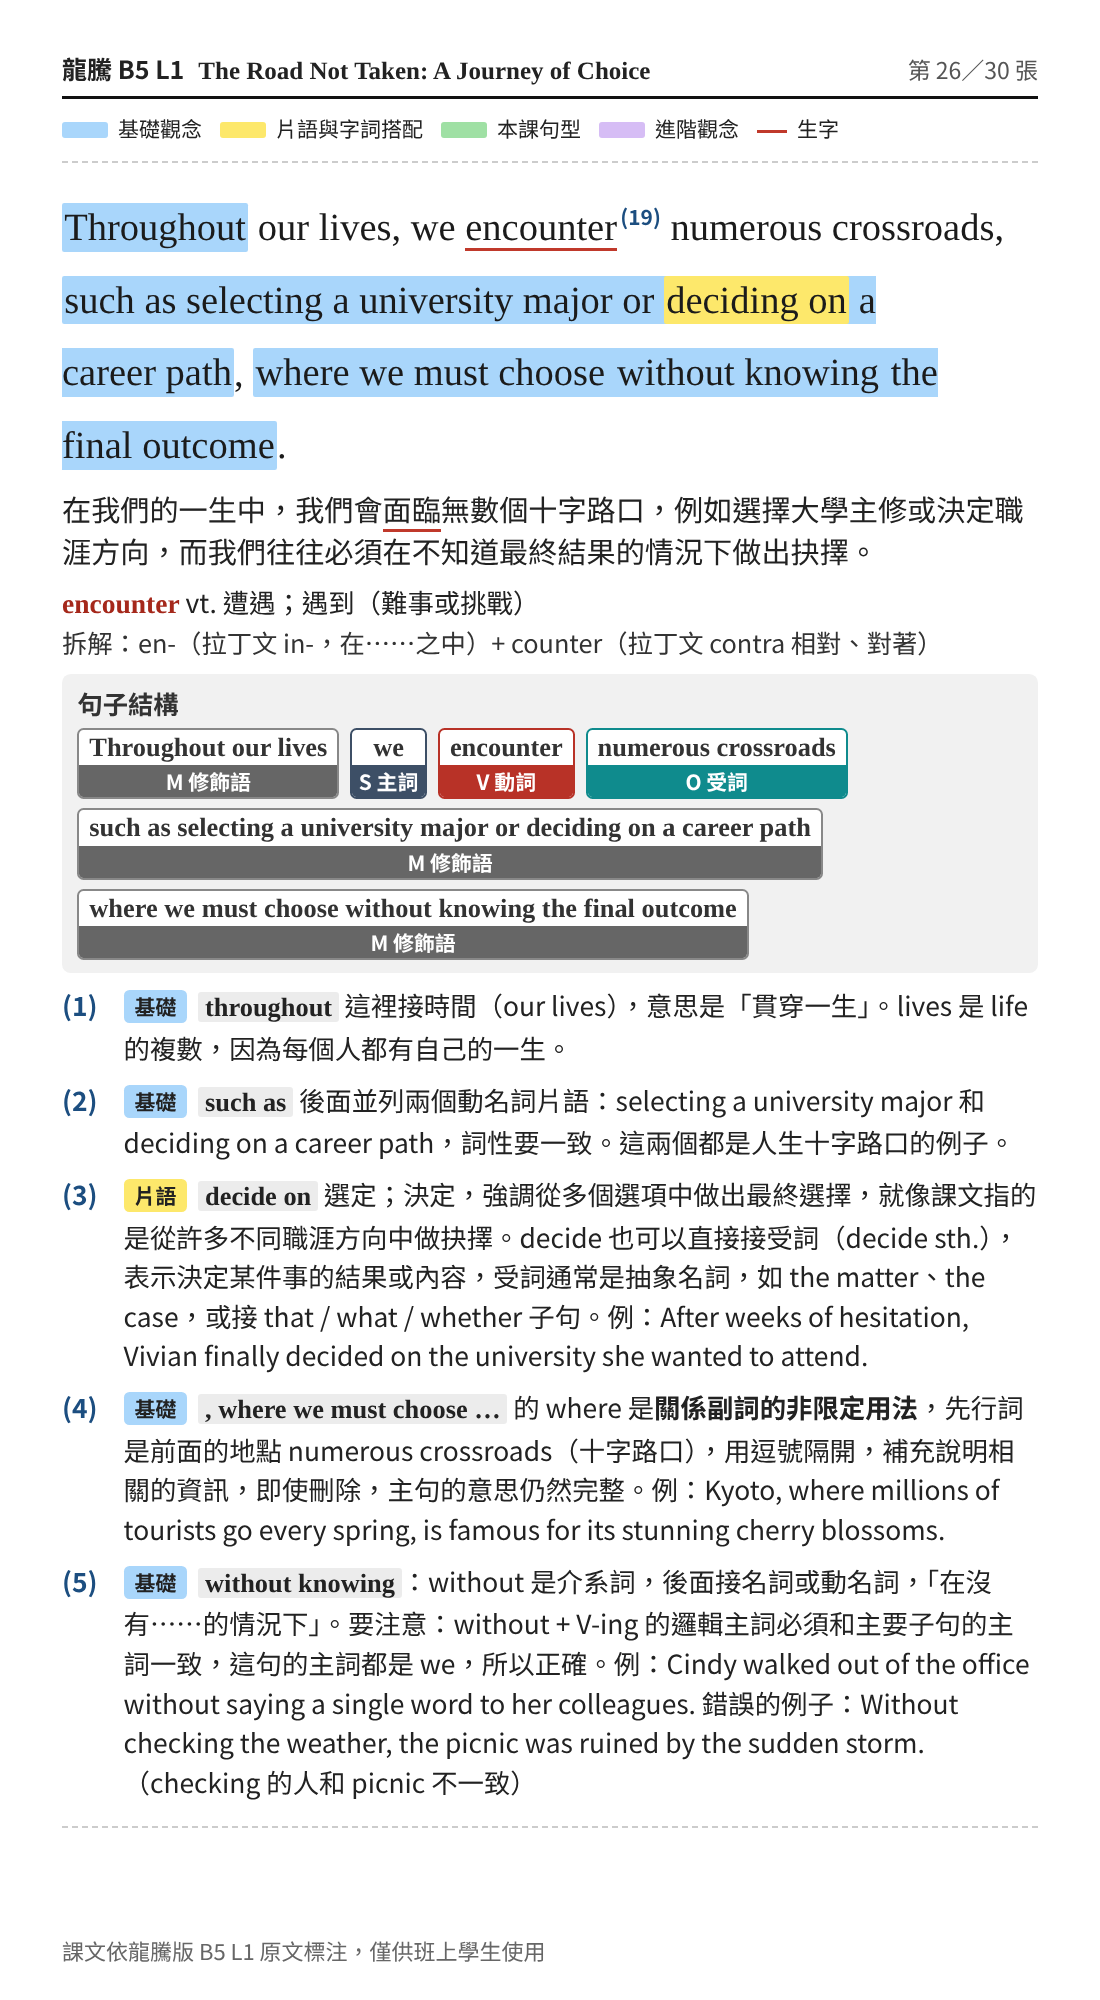 龍騰 B5 L1 The Road Not Taken: A Journey of Choice 第 26／30 張
基礎觀念 片語與字詞搭配 本課句型 進階觀念 生字
Throughout our lives, we encounter(19) numerous crossroads,
such as selecting a university major or deciding on a
career path, where we must choose without knowing the
final outcome.
在我們的一生中，我們會面臨無數個十字路口，例如選擇大學主修或決定職
涯方向，而我們往往必須在不知道最終結果的情況下做出抉擇。
encounter vt. 遭遇；遇到（難事或挑戰）
拆解：en-（拉丁文 in-，在……之中）+ counter（拉丁文 contra 相對、對著）
句子結構
Throughout our lives we encounter numerous crossroads
M 修飾語 S 主詞 V 動詞 O 受詞
such as selecting a university major or deciding on a career path
M 修飾語
where we must choose without knowing the final outcome
M 修飾語
(1) 基礎 throughout 這裡接時間（our lives），意思是「貫穿一生」。lives 是 life
的複數，因為每個人都有自己的一生。
(2) 基礎 such as 後面並列兩個動名詞片語：selecting a university major 和
deciding on a career path，詞性要一致。這兩個都是人生十字路口的例子。
(3) 片語 decide on 選定；決定，強調從多個選項中做出最終選擇，就像課文指的
是從許多不同職涯方向中做抉擇。decide 也可以直接接受詞（decide sth.），
表示決定某件事的結果或內容，受詞通常是抽象名詞，如 the matter、the
case，或接 that / what / whether 子句。例：After weeks of hesitation,
Vivian finally decided on the university she wanted to attend.
(4) 基礎 , where we must choose … 的 where 是關係副詞的非限定用法，先行詞
是前面的地點 numerous crossroads（十字路口），用逗號隔開，補充說明相
關的資訊，即使刪除，主句的意思仍然完整。例：Kyoto, where millions of
tourists go every spring, is famous for its stunning cherry blossoms.
(5) 基礎 without knowing：without 是介系詞，後面接名詞或動名詞，「在沒
有……的情況下」。要注意：without + V-ing 的邏輯主詞必須和主要子句的主
詞一致，這句的主詞都是 we，所以正確。例：Cindy walked out of the office
without saying a single word to her colleagues. 錯誤的例子：Without
checking the weather, the picnic was ruined by the sudden storm.
（checking 的人和 picnic 不一致）
課文依龍騰版 B5 L1 原文標注，僅供班上學生使用